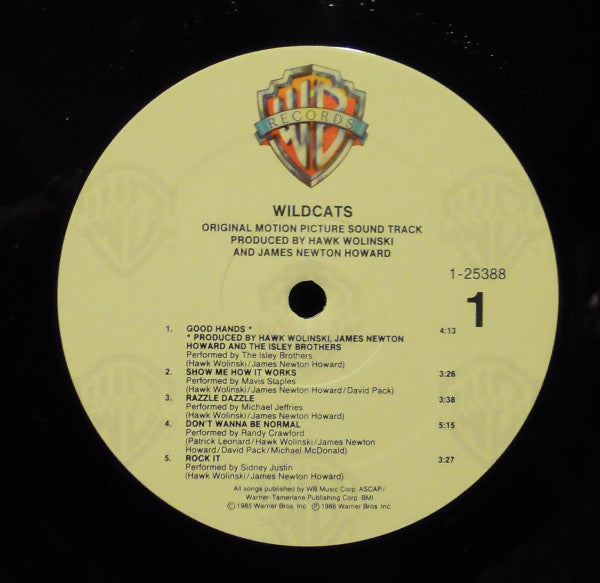 WB
RECORDS
WILDCATS
ORIGINAL MOTION PICTURE SOUND TRACK
PRODUCED BY HAWK WOLINSKI
AND JAMES NEWTON HOWARD
1-25388
1
1. GOOD HANDS * 4:13
* PRODUCED BY HAWK WOLINSKI, JAMES NEWTON
HOWARD AND THE ISLEY BROTHERS
Performed by The Isley Brothers
(Hawk Wolinski/James Newton Howard)
2. SHOW ME HOW IT WORKS 3:26
Performed by Mavis Staples
(Hawk Wolinski/James Newton Howard/David Pack)
3. RAZZLE DAZZLE 3:38
Performed by Michael Jeffries
(Hawk Wolinski/James Newton Howard)
4. DON'T WANNA BE NORMAL 5:15
Performed by Randy Crawford
(Patrick Leonard/Hawk Wolinski/James Newton
Howard/David Pack/Michael McDonald)
5. ROCK IT 3:27
Performed by Sidney Justin
(Hawk Wolinski/James Newton Howard)
All songs published by WB Music Corp. ASCAP/
Warner-Tamerlane Publishing Corp. BMI
©1985 Warner Bros. Inc. ℗1986 Warner Bros. Inc.